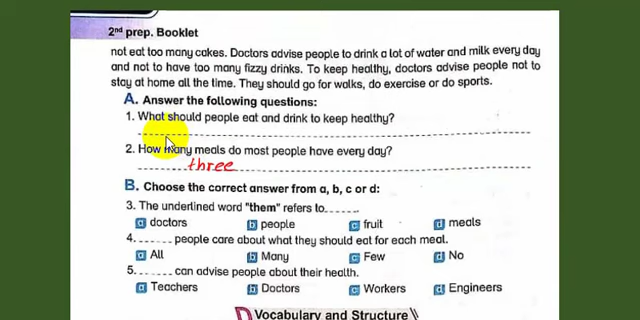 2nd prep. Booklet
not eat too many cakes. Doctors advise people to drink a lot of water and milk every day
and not to have too many fizzy drinks. To keep healthy, doctors advise people not to
stay at home all the time. They should go for walks, do exercise or do sports.
A. Answer the following questions:
1. What should people eat and drink to keep healthy?
2. How many meals do most people have every day?
three
B. Choose the correct answer from a, b, c or d:
3. The underlined word "them" refers to.......
a doctors b people c fruit d meals
4....... people care about what they should eat for each meal.
a All b Many c Few d No
5....... can advise people about their health.
a Teachers b Doctors c Workers d Engineers
Vocabulary and Structure